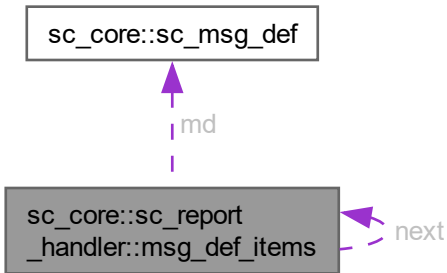 sc_core::sc_msg_def
md
sc_core::sc_report
_handler::msg_def_items
next